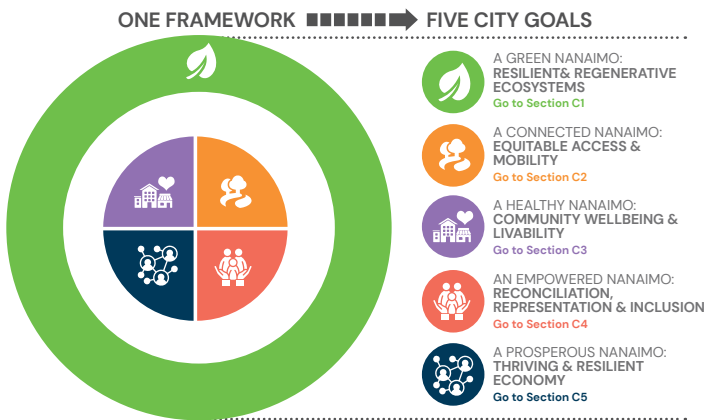 ONE FRAMEWORK
FIVE CITY GOALS
A GREEN NANAIMO:
RESILIENT& REGENERATIVE
ECOSYSTEMS
Go to Section C1
A CONNECTED NANAIMO:
EQUITABLE ACCESS &
MOBILITY
Go to Section C2
A HEALTHY NANAIMO:
COMMUNITY WELLBEING &
LIVABILITY
Go to Section C3
AN EMPOWERED NANAIMO:
RECONCILIATION,
REPRESENTATION & INCLUSION
Go to Section C4
A PROSPEROUS NANAIMO:
THRIVING & RESILIENT
ECONOMY
Go to Section C5